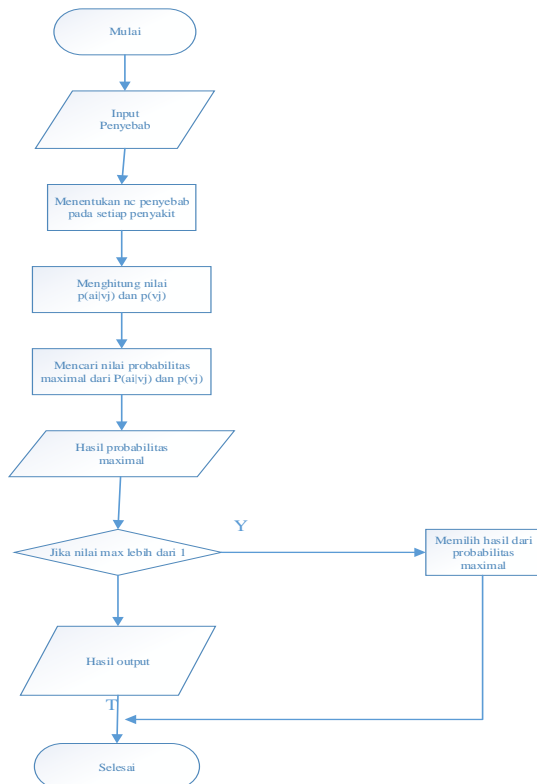 Mulai
Input
Penyebab
Menentukan nc penyebab
pada setiap penyakit
Menghitung nilai
p(ai|vj) dan p(vj)
Mencari nilai probabilitas
maximal dari P(ai|vj) dan p(vj)
Hasil probabilitas
maximal
Jika nilai max lebih dari 1
Y
Memilih hasil dari
probabilitas
maximal
Hasil output
T
Selesai